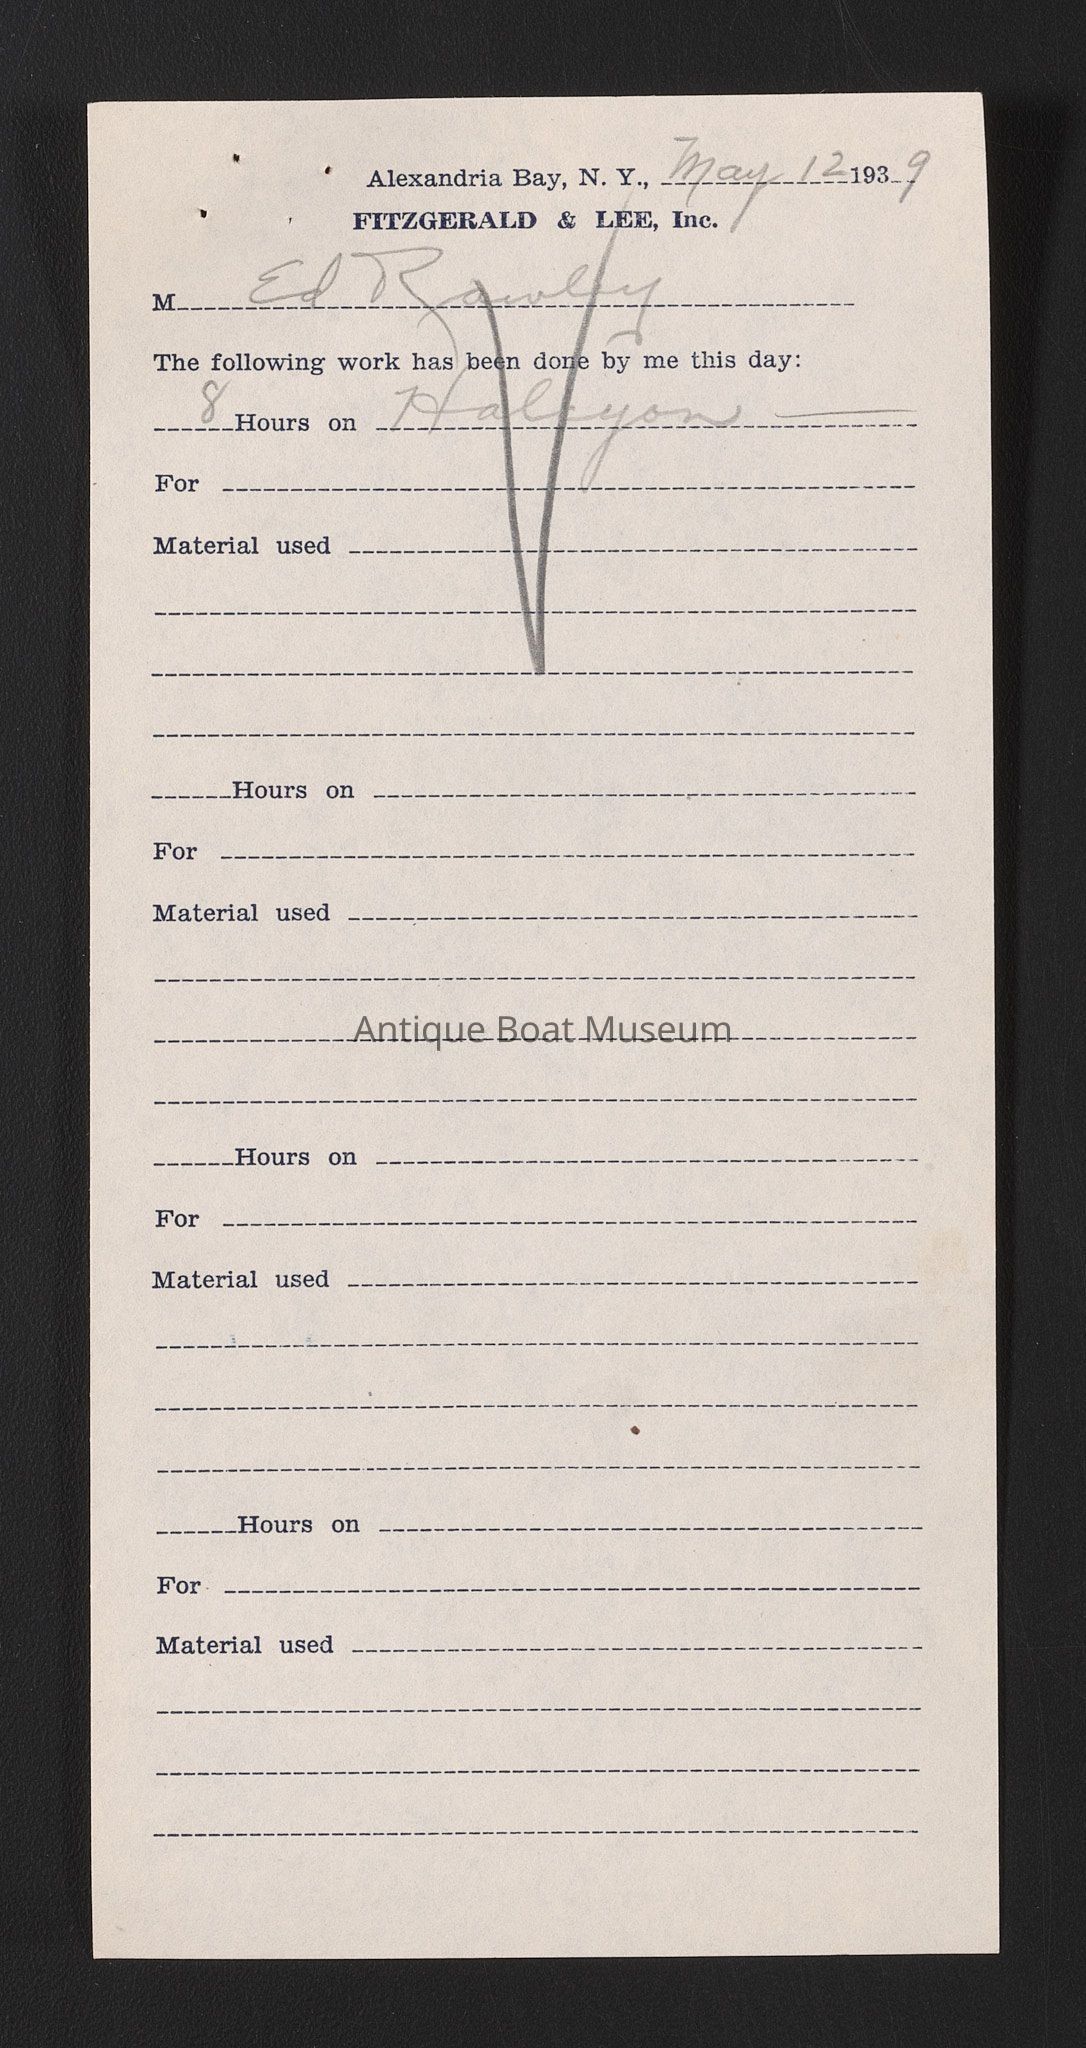 Alexandria Bay, N. Y., May 12 1939
FITZGERALD & LEE, Inc.
M Ed Rowley
The following work has been done by me this day:
8 Hours on Halcyon
For
Material used
Hours on
For
Material used
Antique Boat Museum
Hours on
For
Material used
Hours on
For
Material used